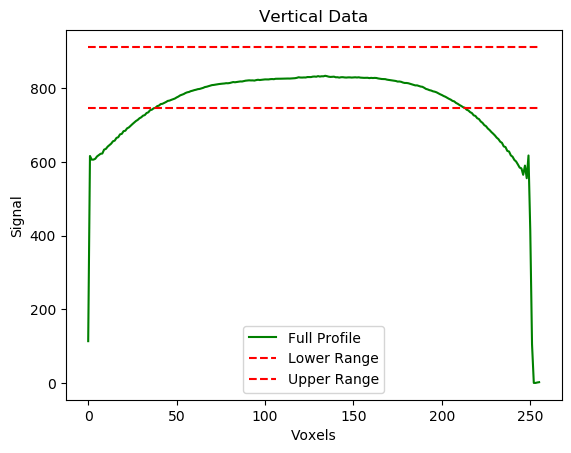 Vertical Data
Signal
800
600
400
200
0
0 50 100 150 200 250
Voxels
Full Profile
Lower Range
Upper Range